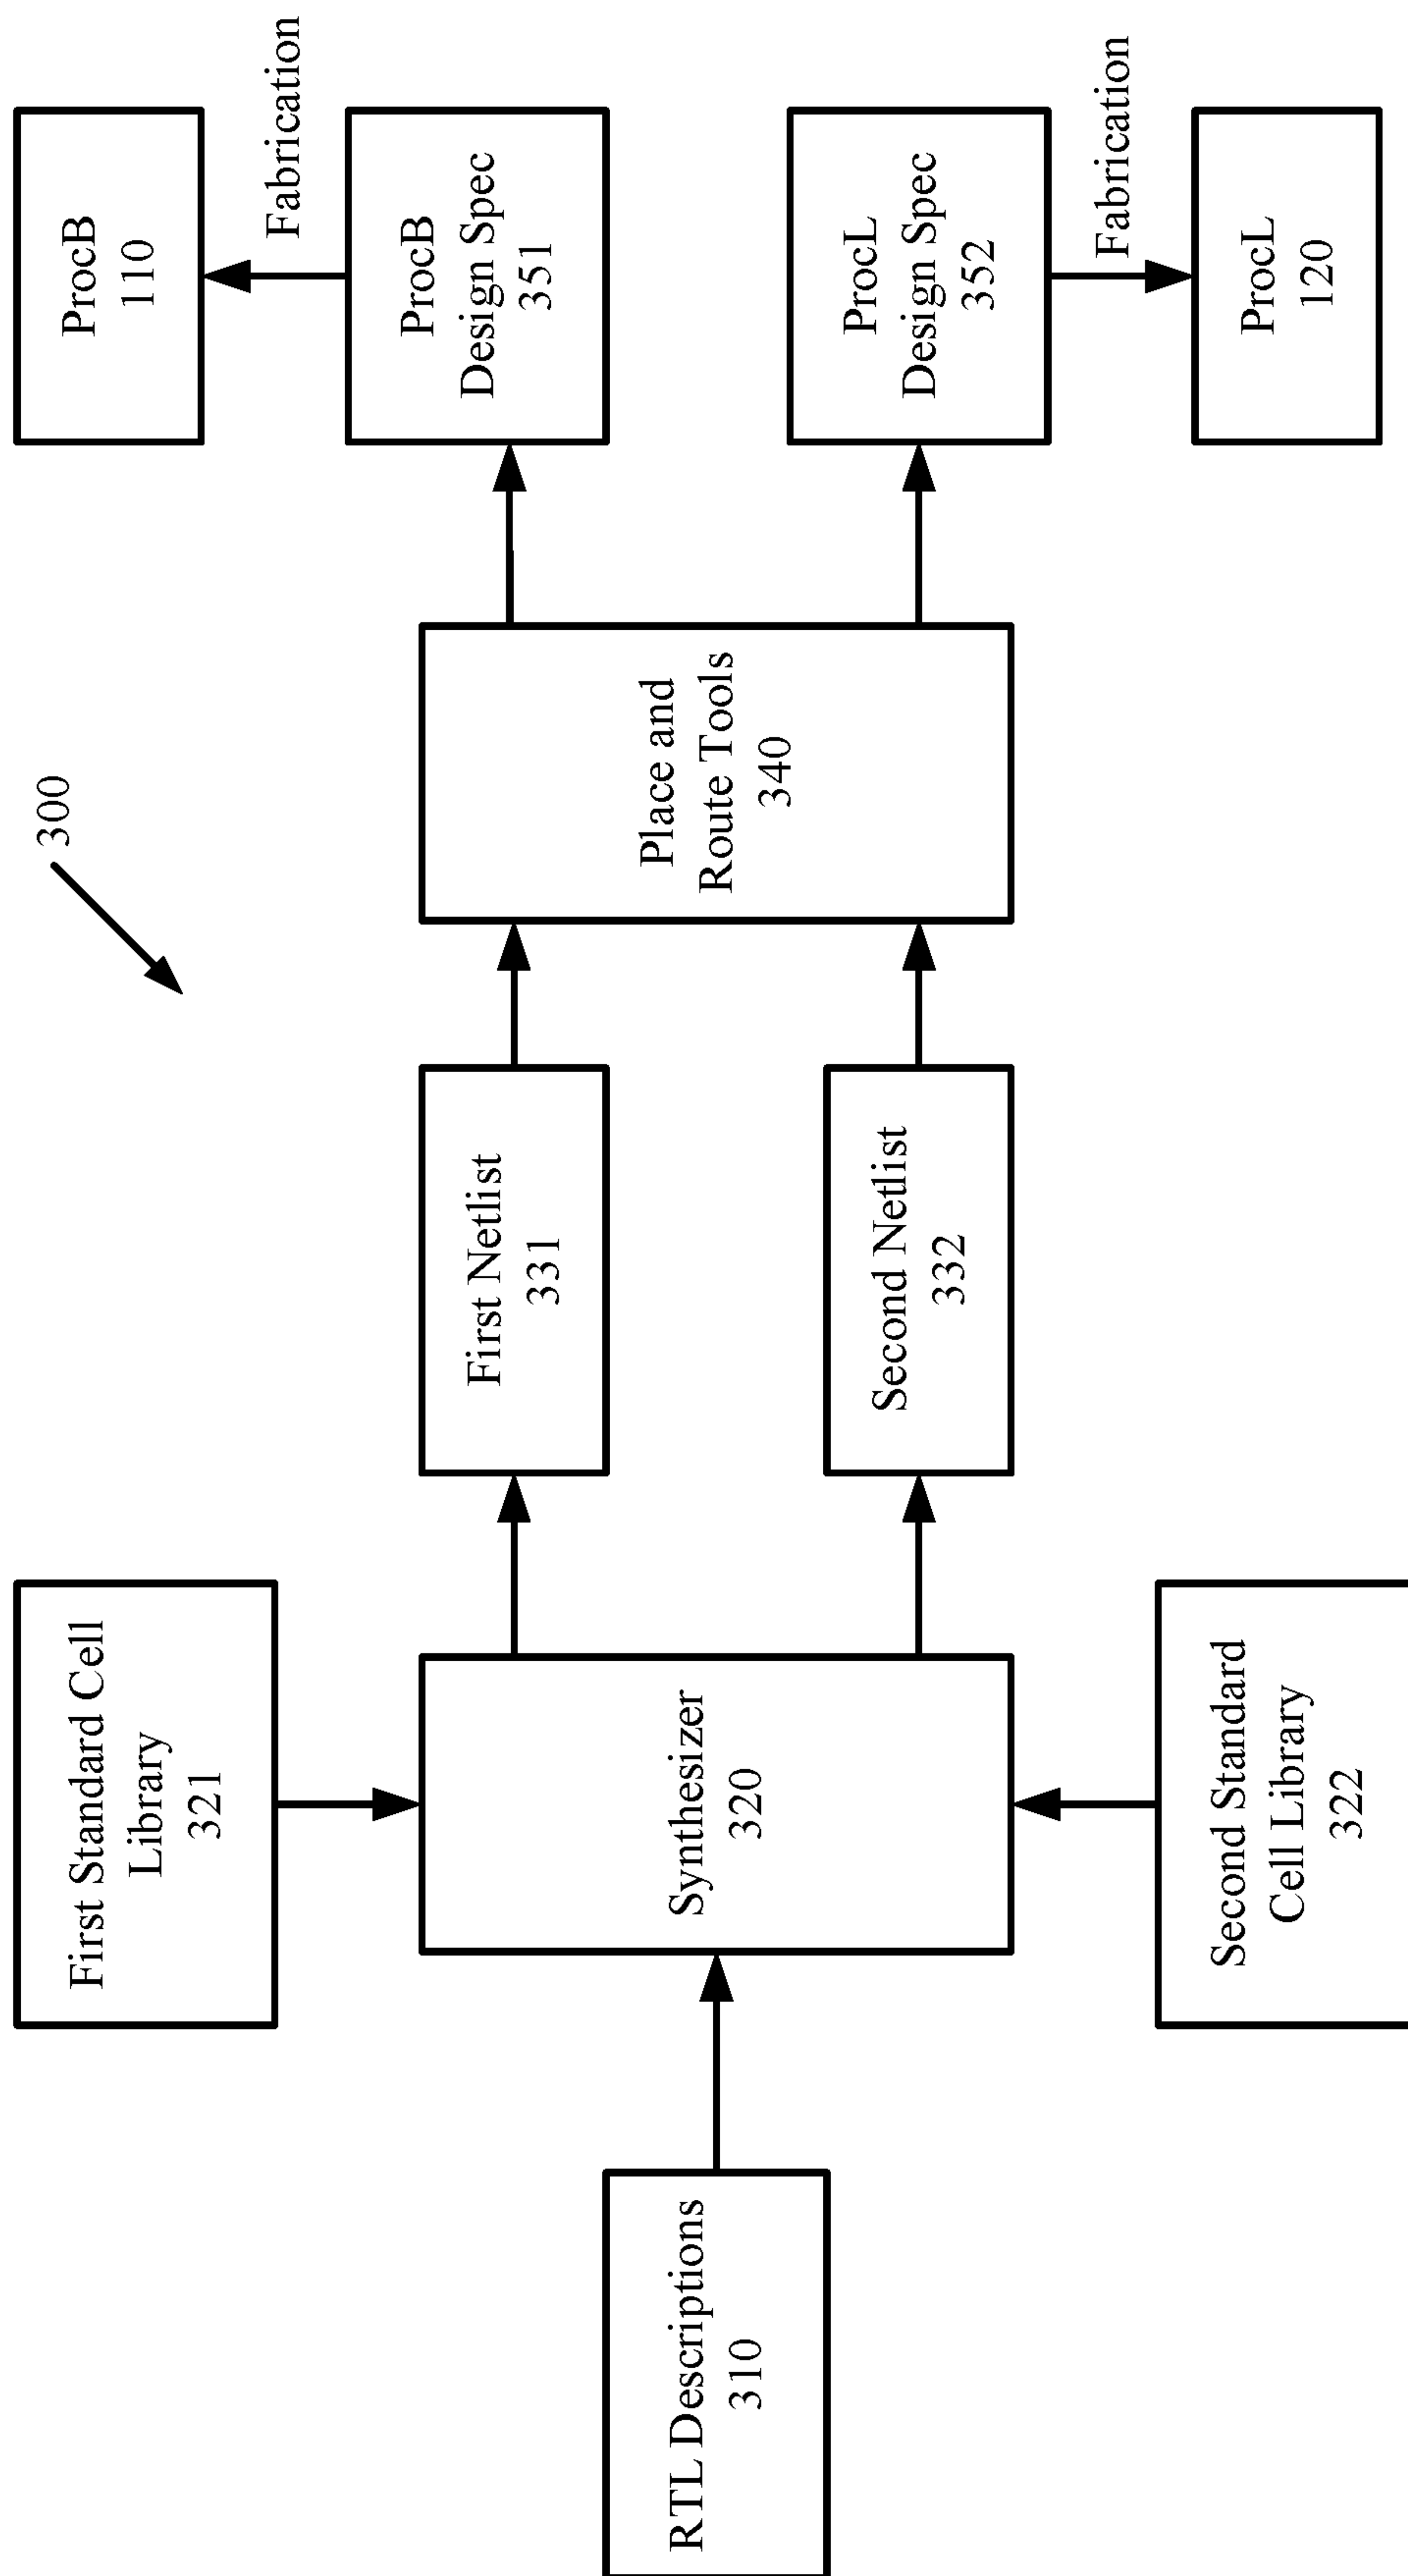 300
First Standard Cell
Library
321
RTL Descriptions
310
Synthesizer
320
Second Standard
Cell Library
322
First Netlist
331
Second Netlist
332
Place and
Route Tools
340
ProcB
110
Fabrication
ProcB
Design Spec
351
ProcL
Design Spec
352
Fabrication
ProcL
120